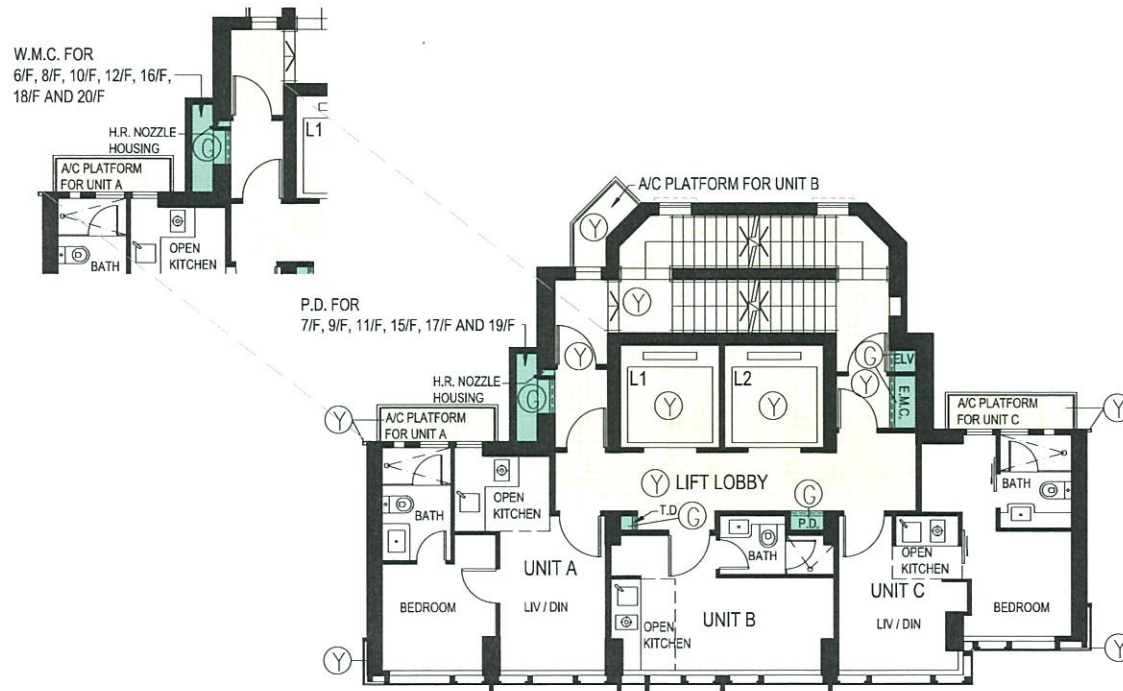 W.M.C. FOR
6/F, 8/F, 10/F, 12/F, 16/F,
18/F AND 20/F
H.R. NOZZLE
HOUSING
G
L1
A/C PLATFORM
FOR UNIT A
BATH
OPEN
KITCHEN
A/C PLATFORM FOR UNIT B
Y
P.D. FOR
7/F, 9/F, 11/F, 15/F, 17/F AND 19/F
Y
Y
H.R. NOZZLE
HOUSING
G
L1
Y
L2
Y
G
ELV
Y
E.M.C.
Y
A/C PLATFORM
FOR UNIT A
A/C PLATFORM
FOR UNIT C
Y
LIFT LOBBY
Y
OPEN
KITCHEN
BATH
T.D.
G
G
P.D.
BATH
BATH
OPEN
KITCHEN
UNIT A
LIV / DIN
BEDROOM
UNIT B
OPEN
KITCHEN
UNIT C
LIV / DIN
BEDROOM
Y
Y